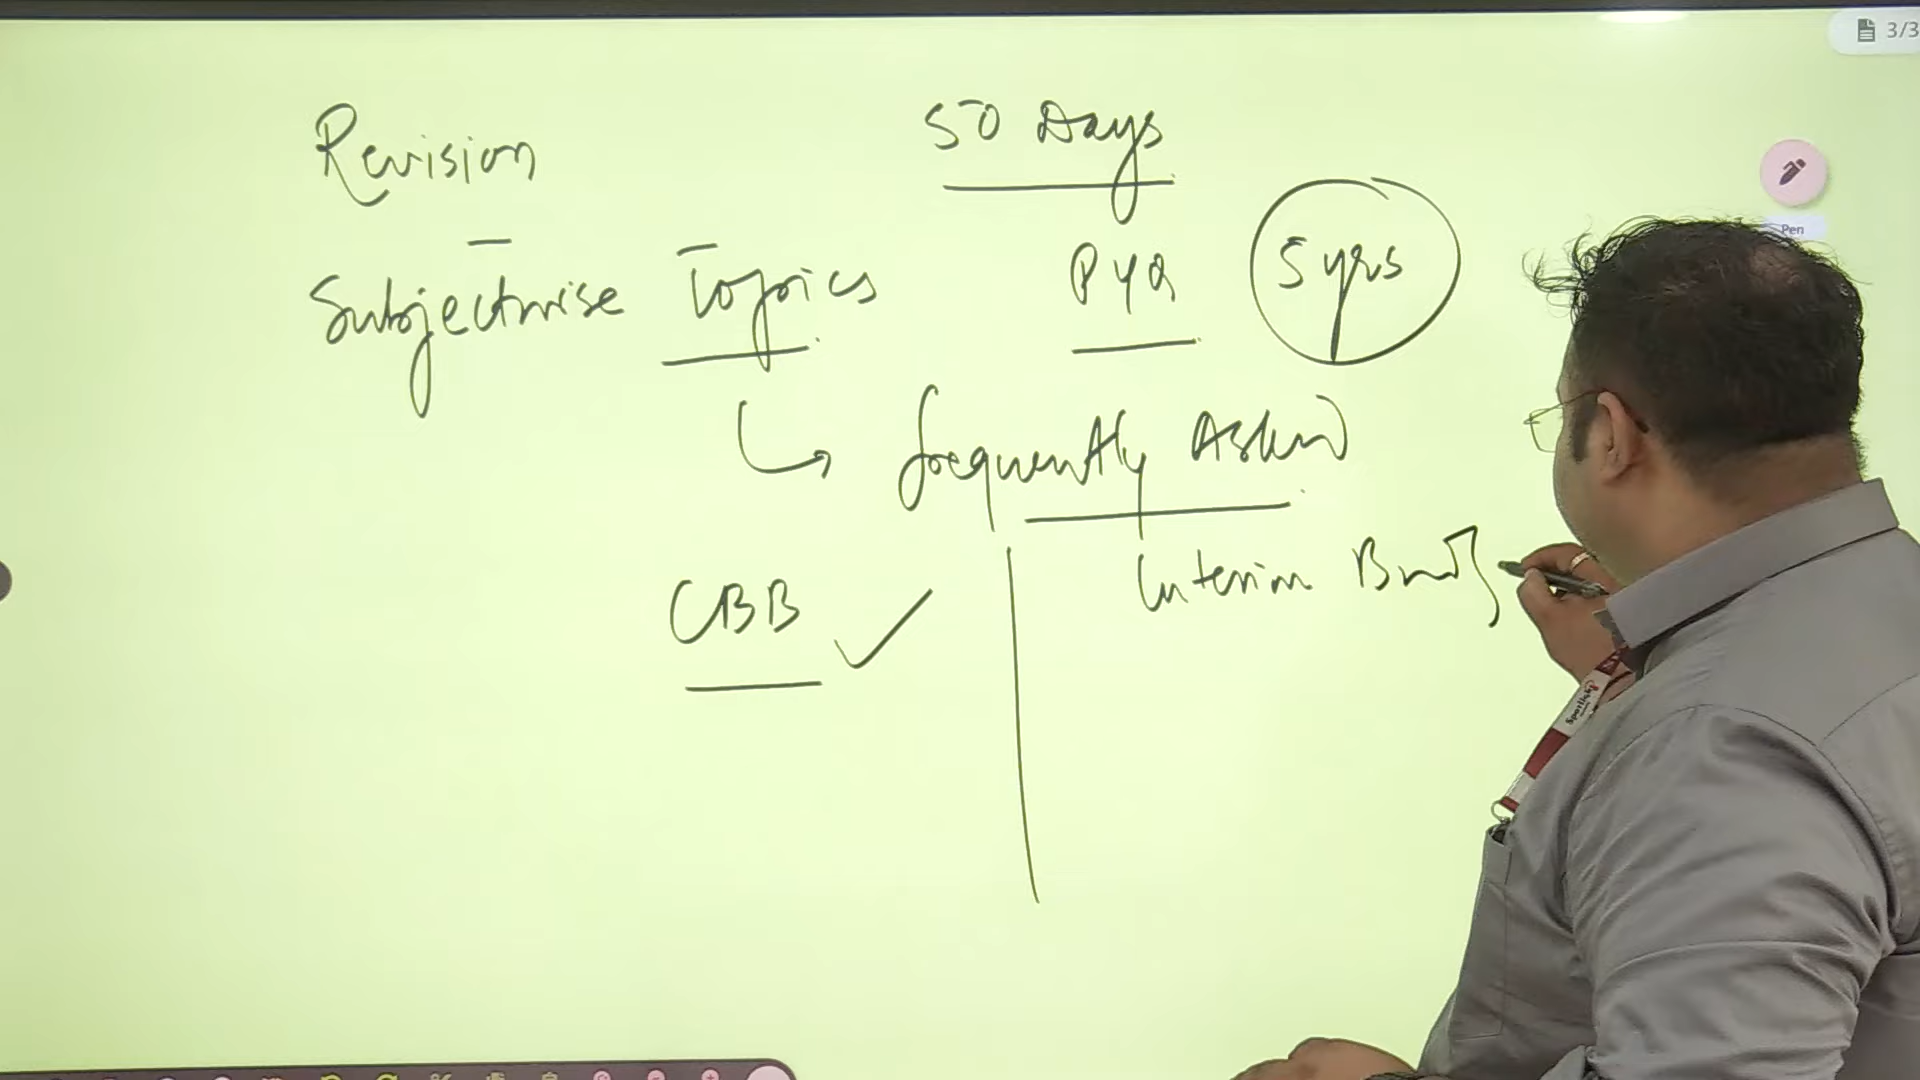 3/3
Revision
50 Days
Pen
Subjectwise Topics
PYQ
5 yrs
frequently Asked
Interim
CBB